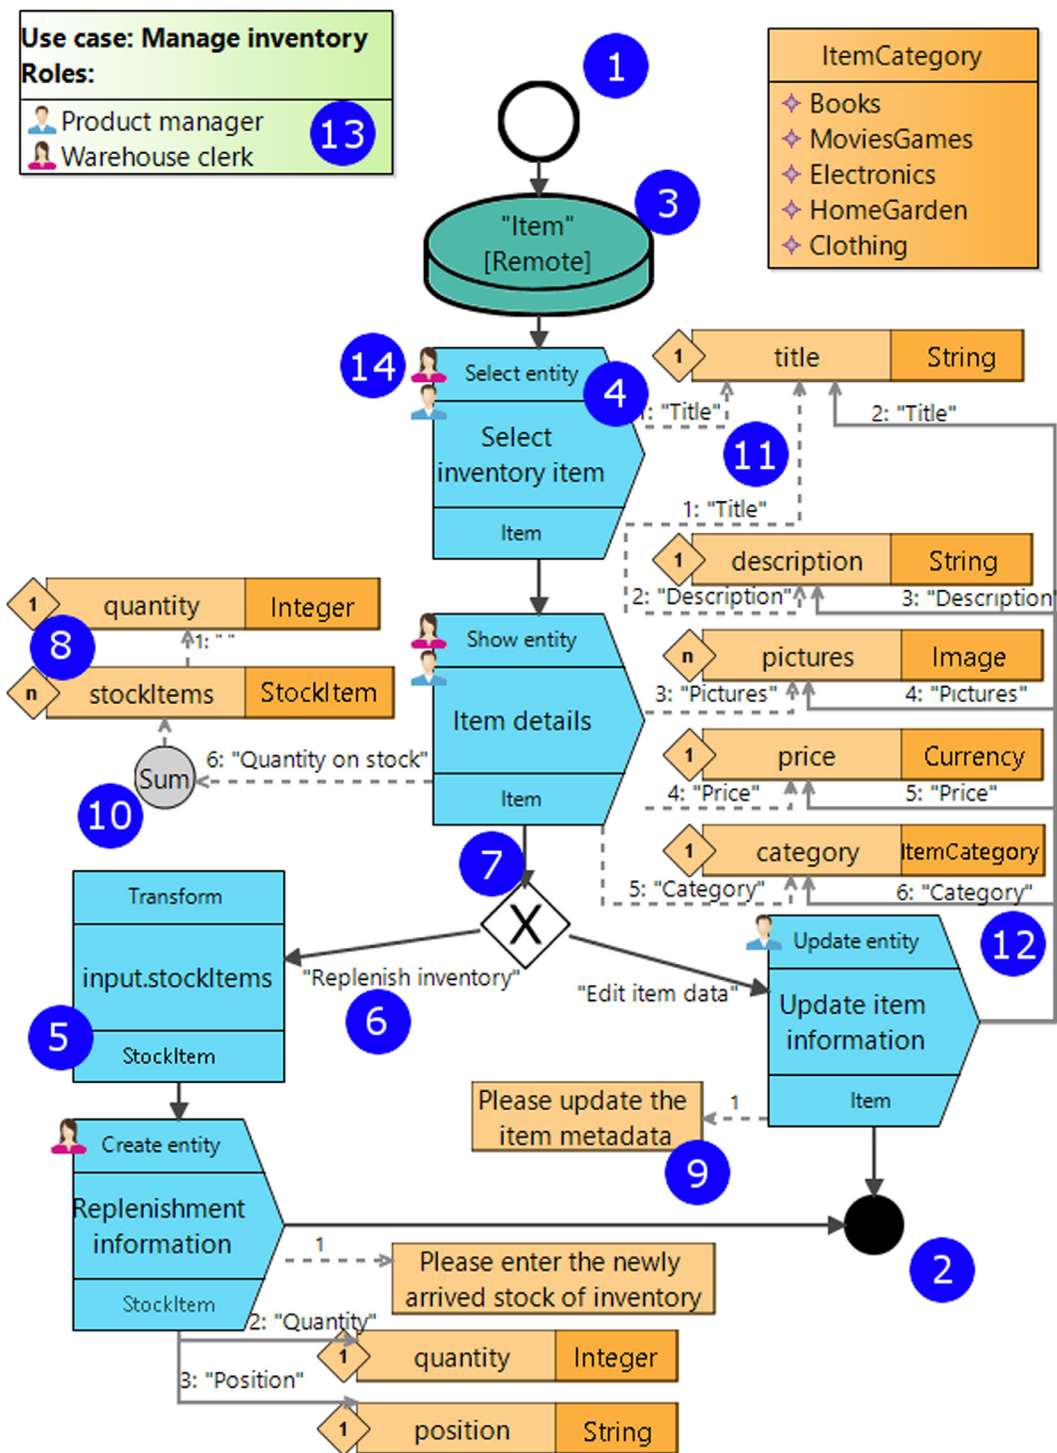 Use case: Manage inventory
Roles:
Product manager
Warehouse clerk
13
1
ItemCategory
Books
MoviesGames
Electronics
HomeGarden
Clothing
3
"Item"
[Remote]
14
Select entity
4
Select
inventory item
Item
1 title String
1: "Title"
2: "Title"
11
1: "Title"
1 description String
2: "Description"
3: "Description"
1 quantity Integer
8
1: " "
n stockItems StockItem
Sum
10
6: "Quantity on stock"
Show entity
Item details
Item
n pictures Image
3: "Pictures"
4: "Pictures"
1 price Currency
4: "Price"
5: "Price"
1 category ItemCategory
5: "Category"
6: "Category"
7
X
"Replenish inventory"
6
"Edit item data"
Transform
input.stockItems
StockItem
5
Update entity
12
Update item
information
Item
1
Please update the
item metadata
9
Create entity
Replenishment
information
StockItem
1
Please enter the newly
arrived stock of inventory
2
2: "Quantity"
1 quantity Integer
3: "Position"
1 position String